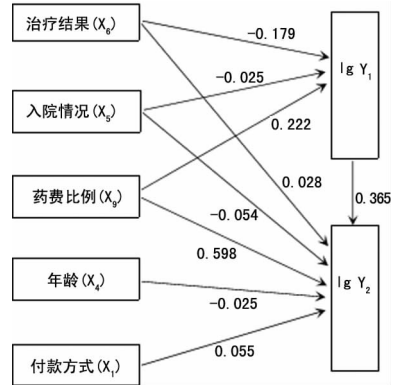 治疗结果(X₆)
-0.179
-0.025
lg Y₁
入院情况(X₅)
0.222
药费比例(X₉)
0.028
0.365
-0.054
0.598
年龄(X₄)
lg Y₂
-0.025
付款方式(X₁)
0.055